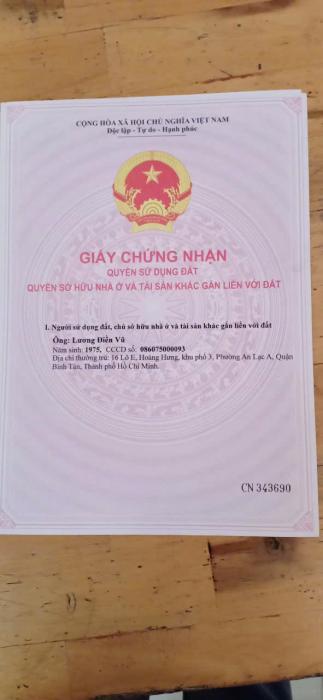 CỘNG HÒA XÃ HỘI CHỦ NGHĨA VIỆT NAM
Độc lập - Tự do - Hạnh phúc
GIẤY CHỨNG NHẬN
QUYỀN SỬ DỤNG ĐẤT
QUYỀN SỞ HỮU NHÀ Ở VÀ TÀI SẢN KHÁC GẮN LIỀN VỚI ĐẤT
I. Người sử dụng đất, chủ sở hữu nhà ở và tài sản khác gắn liền với đất
Ông: Lương Điền Vũ
Năm sinh: 1975, CCCD số: 086075000093
Địa chỉ thường trú: 16 Lô E, Hoàng Hưng, khu phố 3, Phường An Lạc A, Quận
Bình Tân, Thành phố Hồ Chí Minh.
CN 343690